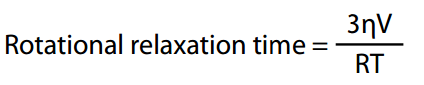 Rotational relaxation time = 3ηV
RT